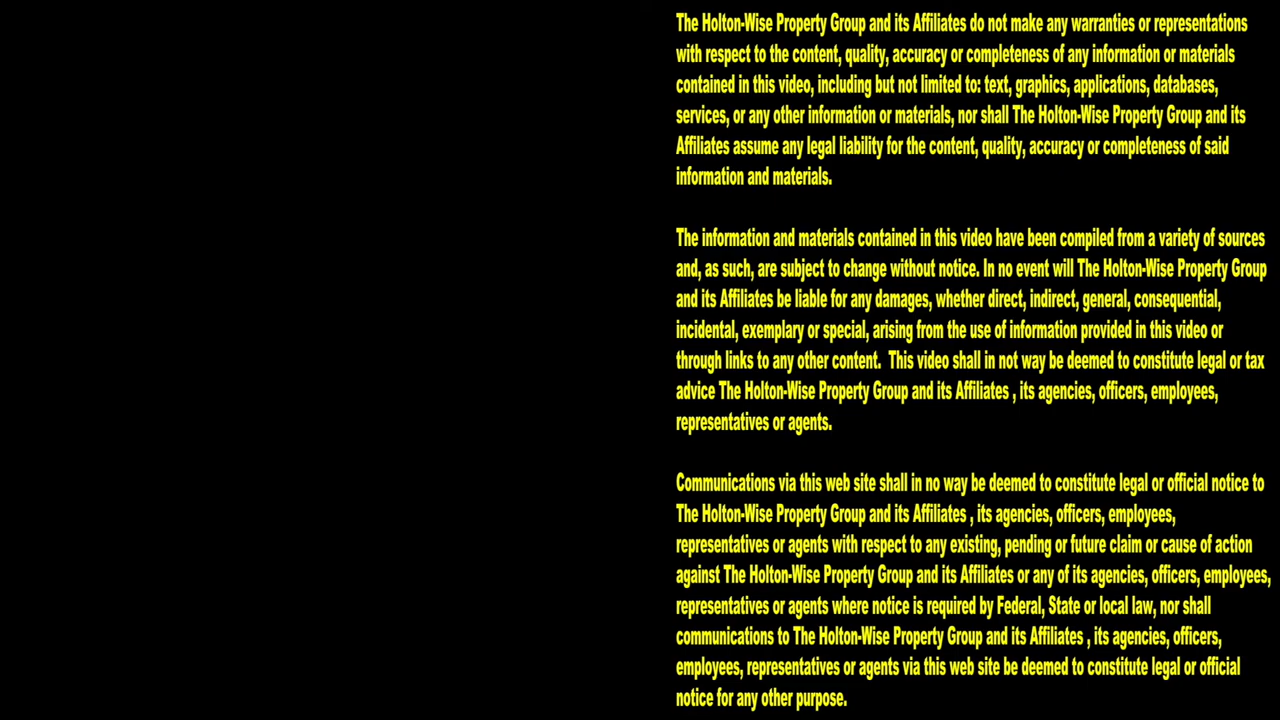 The Holton-Wise Property Group and its Affiliates do not make any warranties or representations
with respect to the content, quality, accuracy or completeness of any information or materials
contained in this video, including but not limited to: text, graphics, applications, databases,
services, or any other information or materials, nor shall The Holton-Wise Property Group and its
Affiliates assume any legal liability for the content, quality, accuracy or completeness of said
information and materials.
The information and materials contained in this video have been compiled from a variety of sources
and, as such, are subject to change without notice. In no event will The Holton-Wise Property Group
and its Affiliates be liable for any damages, whether direct, indirect, general, consequential,
incidental, exemplary or special, arising from the use of information provided in this video or
through links to any other content.  This video shall in not way be deemed to constitute legal or tax
advice The Holton-Wise Property Group and its Affiliates , its agencies, officers, employees,
representatives or agents.
Communications via this web site shall in no way be deemed to constitute legal or official notice to
The Holton-Wise Property Group and its Affiliates , its agencies, officers, employees,
representatives or agents with respect to any existing, pending or future claim or cause of action
against The Holton-Wise Property Group and its Affiliates or any of its agencies, officers, employees,
representatives or agents where notice is required by Federal, State or local law, nor shall
communications to The Holton-Wise Property Group and its Affiliates , its agencies, officers,
employees, representatives or agents via this web site be deemed to constitute legal or official
notice for any other purpose.